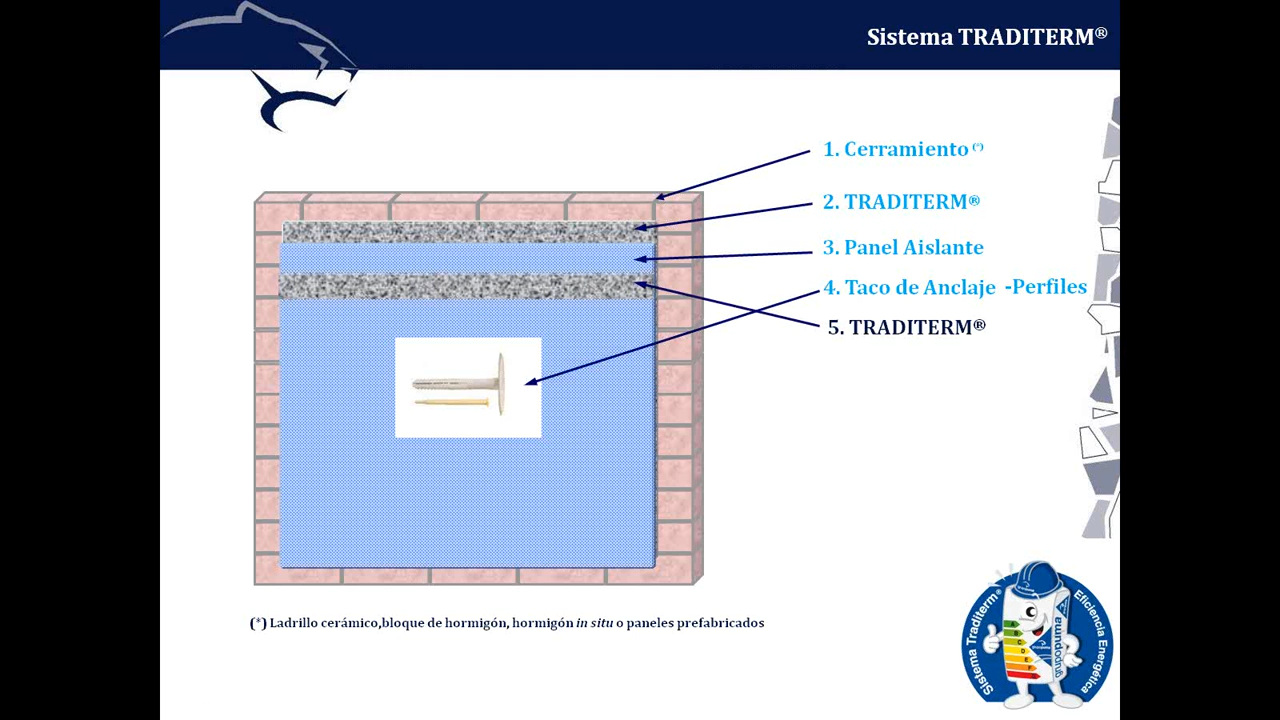 Sistema TRADITERM®
1. Cerramiento (*)
2. TRADITERM®
3. Panel Aislante
4. Taco de Anclaje -Perfiles
5. TRADITERM®
(*) Ladrillo cerámico,bloque de hormigón, hormigón in situ o paneles prefabricados
Sistema Traditerm®
Eficiencia Energética
grupopuma
A
B
C
D
E
F